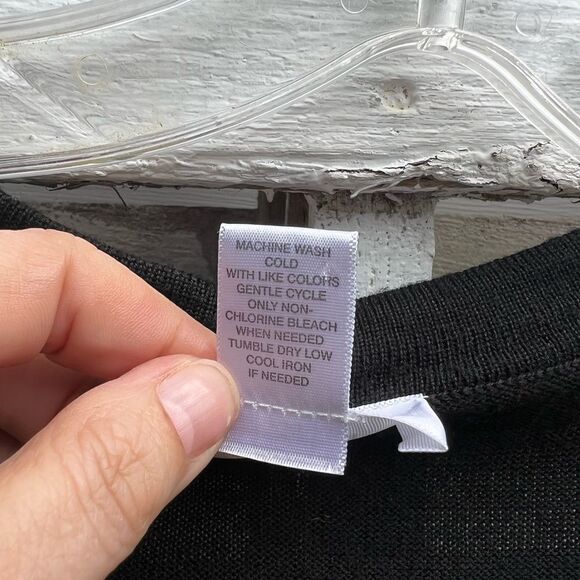 MACHINE WASH
COLD
WITH LIKE COLORS
GENTLE CYCLE
ONLY NON-
CHLORINE BLEACH
WHEN NEEDED
TUMBLE DRY LOW
COOL IRON
IF NEEDED